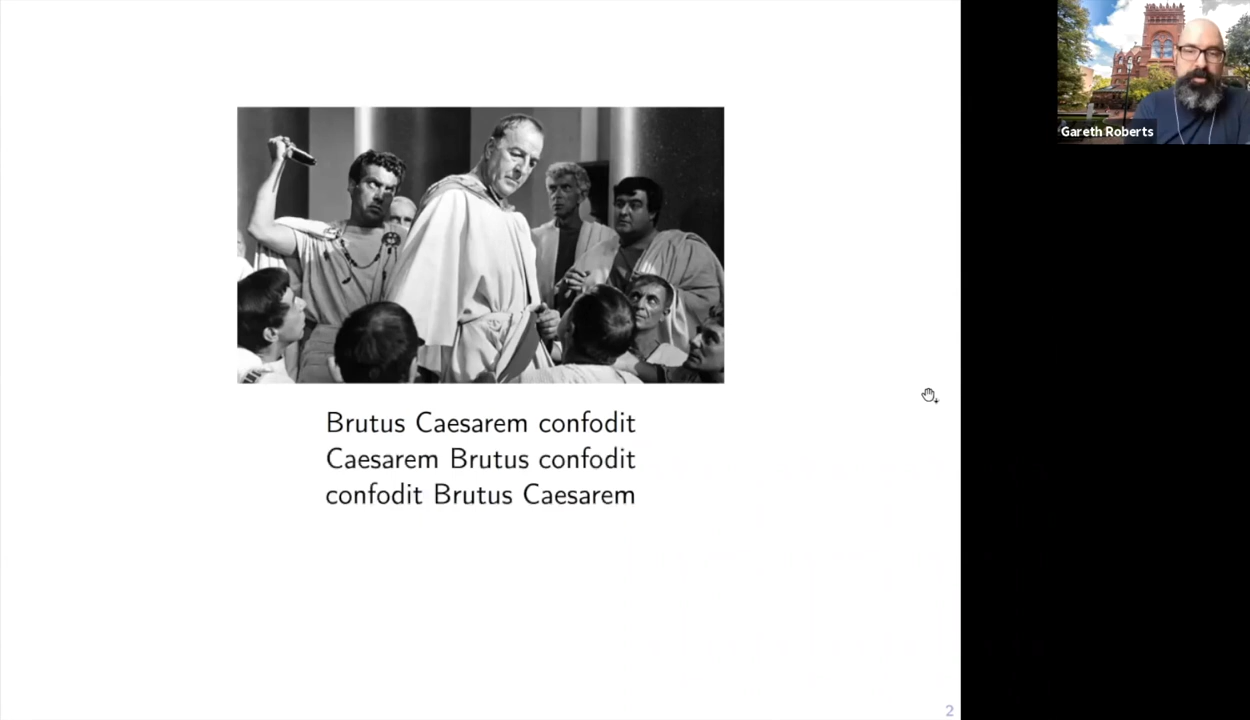 Gareth Roberts
Brutus Caesarem confodit
Caesarem Brutus confodit
confodit Brutus Caesarem
2